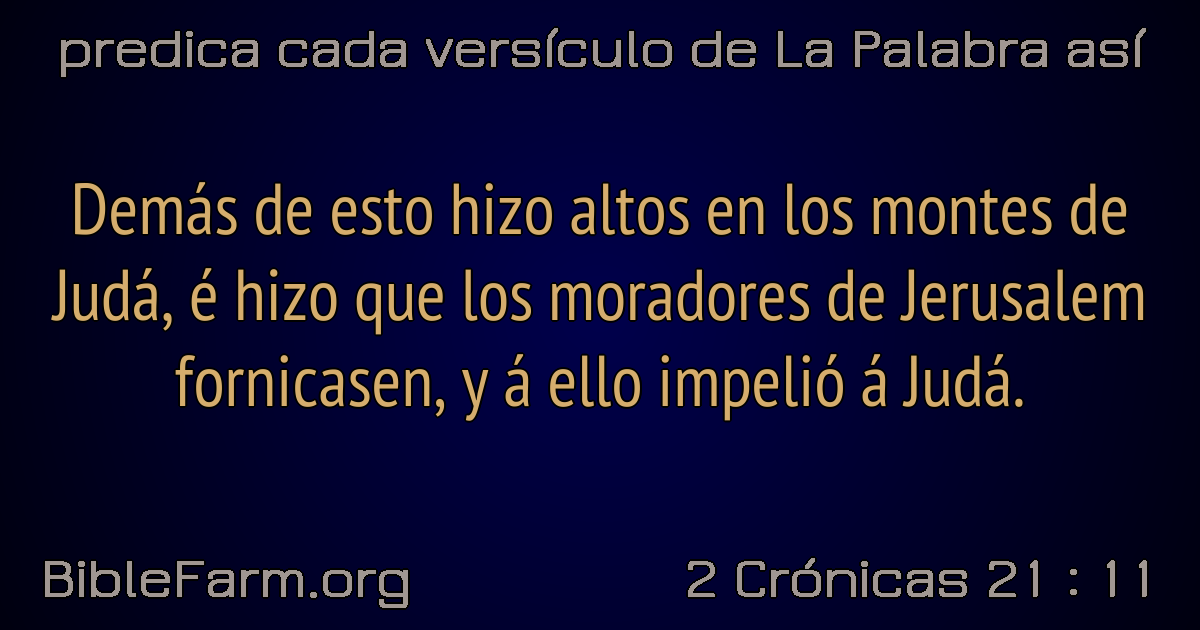 predica cada versículo de La Palabra así
Demás de esto hizo altos en los montes de
Judá, é hizo que los moradores de Jerusalem
fornicasen, y á ello impelió á Judá.
BibleFarm.org
2 Crónicas 21 : 11